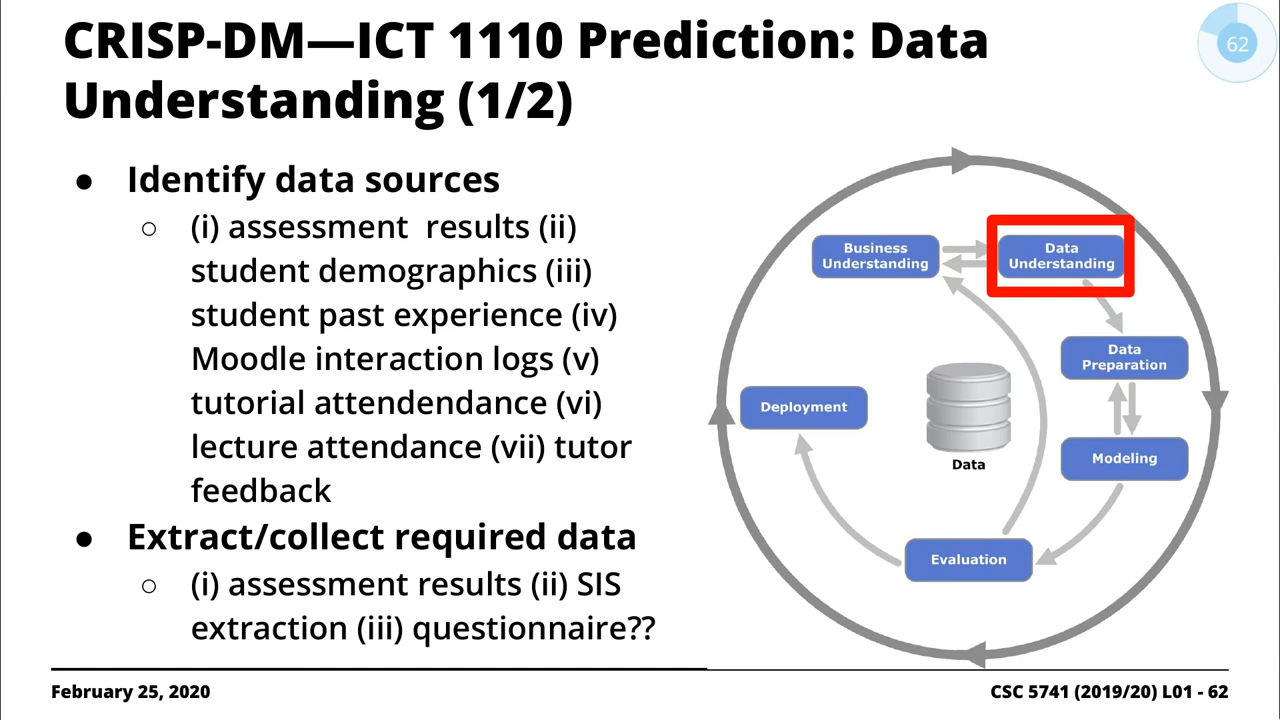 CRISP-DM—ICT 1110 Prediction: Data
Understanding (1/2)
62
● Identify data sources
○ (i) assessment  results (ii)
student demographics (iii)
student past experience (iv)
Moodle interaction logs (v)
tutorial attendendance (vi)
lecture attendance (vii) tutor
feedback
● Extract/collect required data
○ (i) assessment results (ii) SIS
extraction (iii) questionnaire??
Business
Understanding
Data
Understanding
Data
Preparation
Modeling
Evaluation
Deployment
Data
February 25, 2020
CSC 5741 (2019/20) L01 - 62